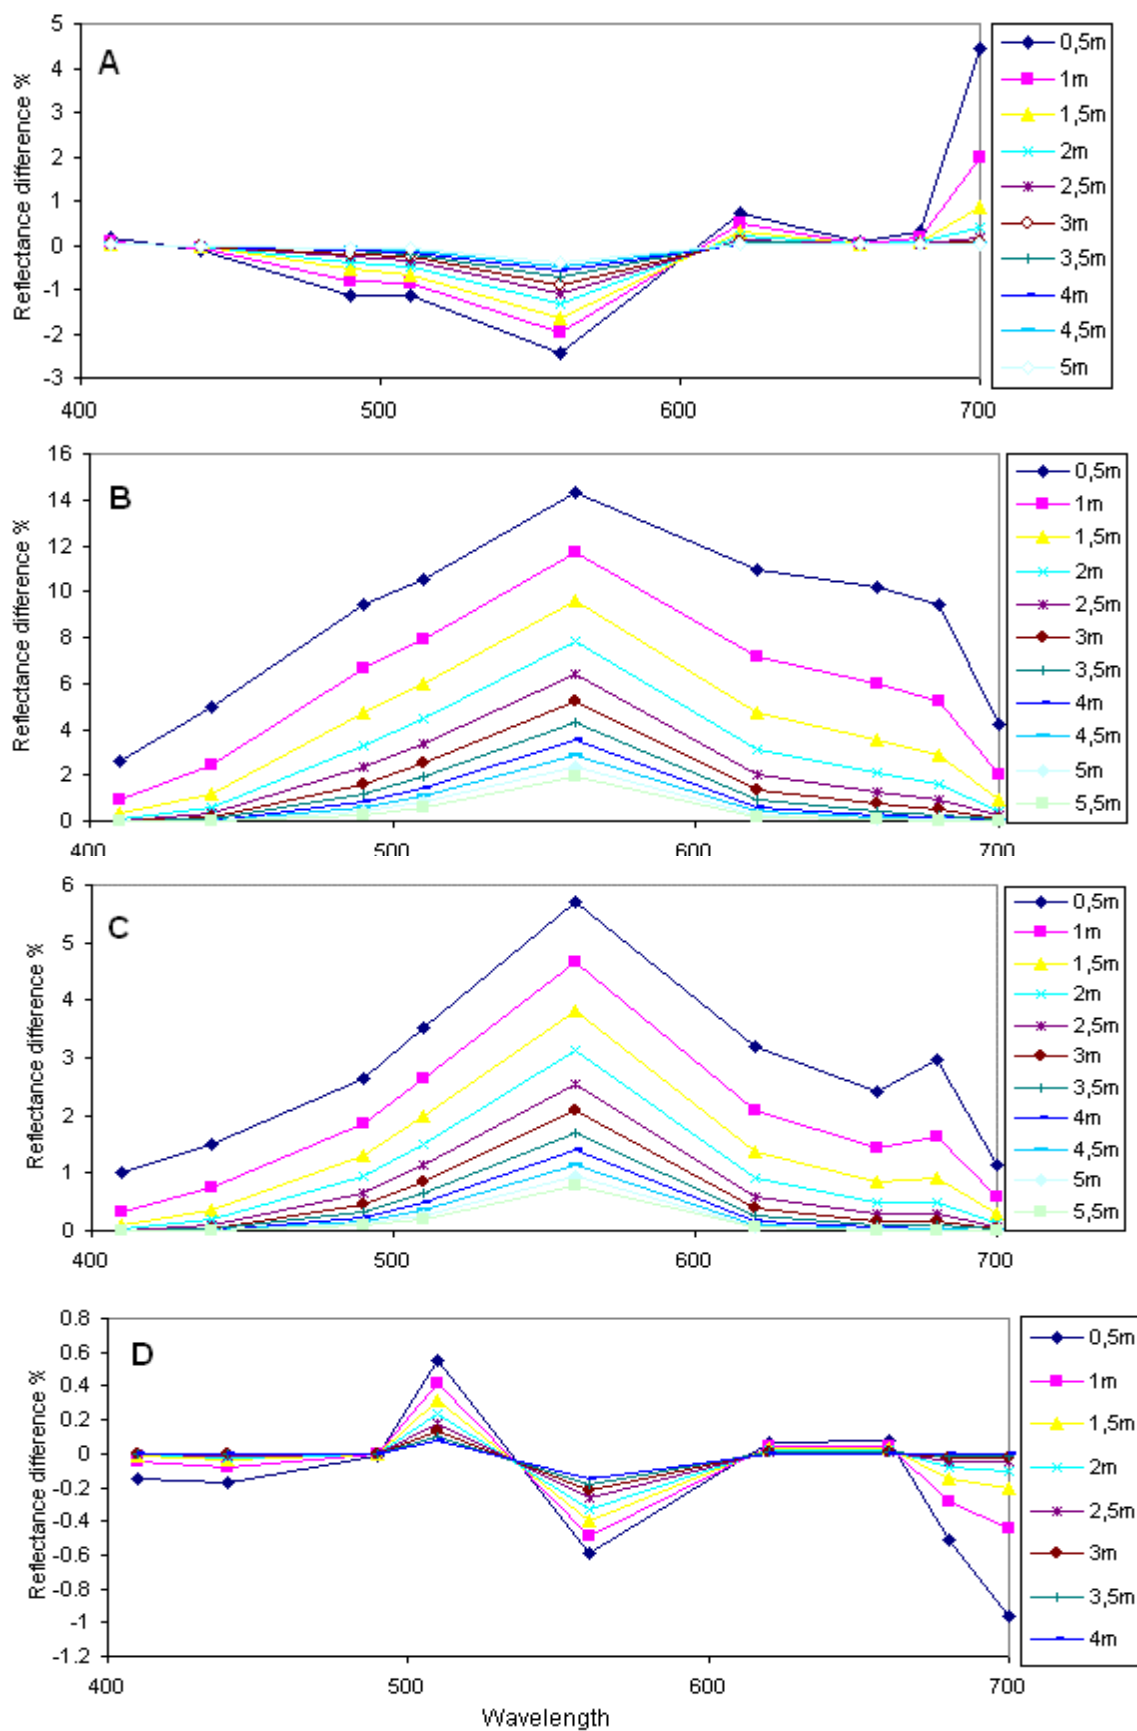 A
Reflectance difference %
5
4
3
2
1
0
-1
-2
-3
400
500
600
700
0,5m
1m
1,5m
2m
2,5m
3m
3,5m
4m
4,5m
5m
B
Reflectance difference %
16
14
12
10
8
6
4
2
0
400
500
600
700
0,5m
1m
1,5m
2m
2,5m
3m
3,5m
4m
4,5m
5m
5,5m
C
Reflectance difference %
6
5
4
3
2
1
0
400
500
600
700
0,5m
1m
1,5m
2m
2,5m
3m
3,5m
4m
4,5m
5m
5,5m
D
Reflectance difference %
0.8
0.6
0.4
0.2
0
-0.2
-0.4
-0.6
-0.8
-1
-1.2
400
500
600
700
Wavelength
0,5m
1m
1,5m
2m
2,5m
3m
3,5m
4m